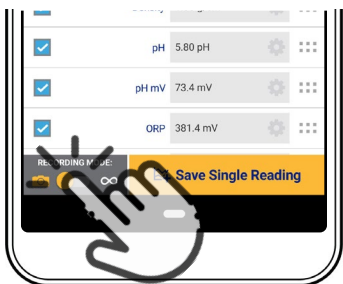 pH 5.80 pH
pH mV 73.4 mV
ORP 381.4 mV
RECORDING MODE:
Save Single Reading